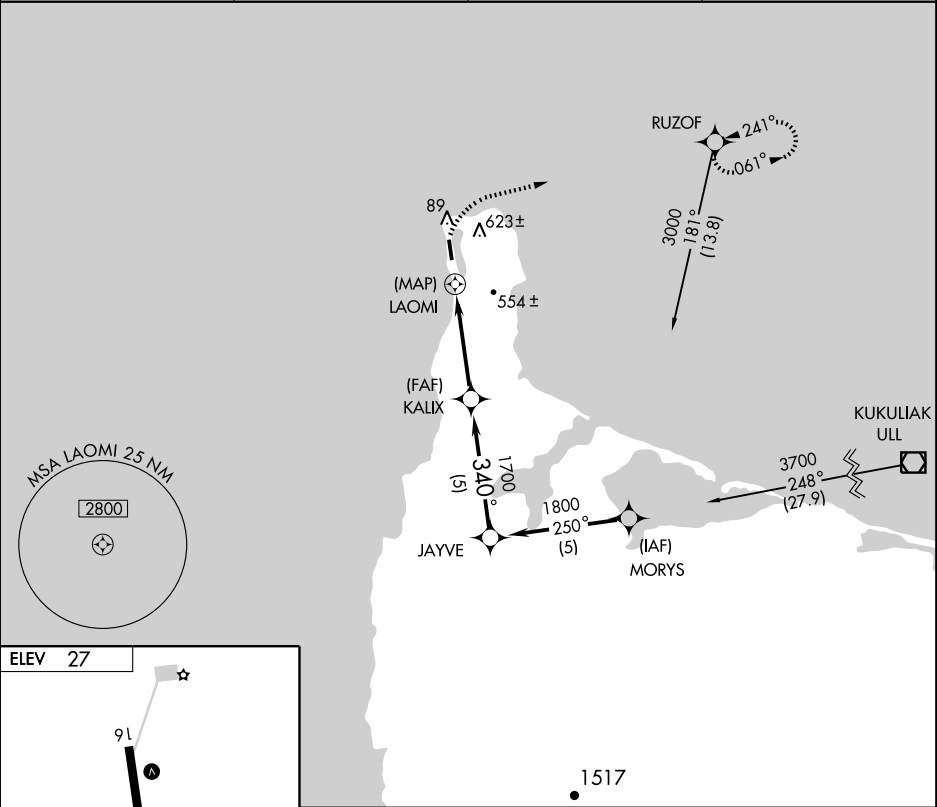 RUZOF
241°
061°
3000
181°
(13.8)
89
623±
(MAP)
LAOMI
554±
(FAF)
KALIX
KUKULIAK
ULL
3700
248°
(27.9)
MSA LAOMI 25 NM
2800
1700
340°
(5)
1800
250°
(5)
JAYVE
(IAF)
MORYS
ELEV 27
16
1517